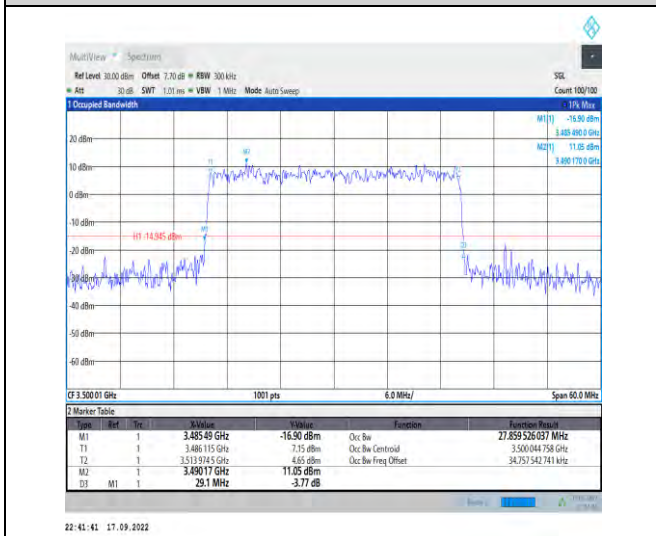 MultiView Spectrum
Ref Level 30.00 dBm Offset 7.70 dB RBW 300 kHz SGL
Att 30 dB SWT 1.01 ms VBW 1 MHz Mode Auto Sweep Count 100/100
1 Occupied Bandwidth 1Pk Max
M1[1] -16.90 dBm
3.485 490 0 GHz
M2[1] 11.05 dBm
3.490 170 0 GHz
20 dBm
10 dBm
0 dBm
-10 dBm
H1 -14.945 dBm
-20 dBm
-30 dBm
-40 dBm
-50 dBm
-60 dBm
T1
M2
M1
D3
CF 3.500 01 GHz 1001 pts 6.0 MHz/ Span 60.0 MHz
2 Marker Table
Type Ref Trc X-Value Y-Value Function Function Result
M1 1 3.485 49 GHz -16.90 dBm Occ Bw 27.859 526 037 MHz
T1 1 3.486 115 GHz 7.15 dBm Occ Bw Centroid 3.500 044 758 GHz
T2 1 3.513 974 5 GHz 4.65 dBm Occ Bw Freq Offset 34.757 542 741 kHz
M2 1 3.490 17 GHz 11.05 dBm
D3 M1 1 29.1 MHz -3.77 dB
22:41:41 17.09.2022